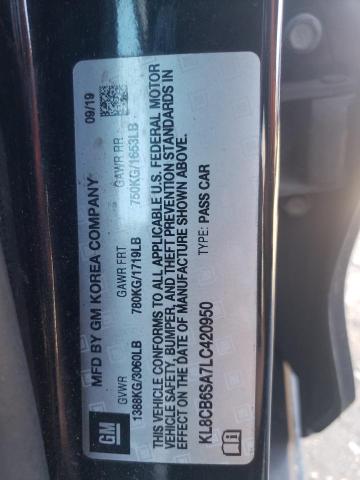 MFD BY GM KOREA COMPANY 09/19
GVWR GAWR FRT GAWR RR
1388KG/3060LB 780KG/1719LB 750KG/1653LB
THIS VEHICLE CONFORMS TO ALL APPLICABLE U.S. FEDERAL MOTOR
VEHICLE SAFETY, BUMPER, AND THEFT PREVENTION STANDARDS IN
EFFECT ON THE DATE OF MANUFACTURE SHOWN ABOVE.
KL8CB6SA7LC420950 TYPE: PASS CAR
GM